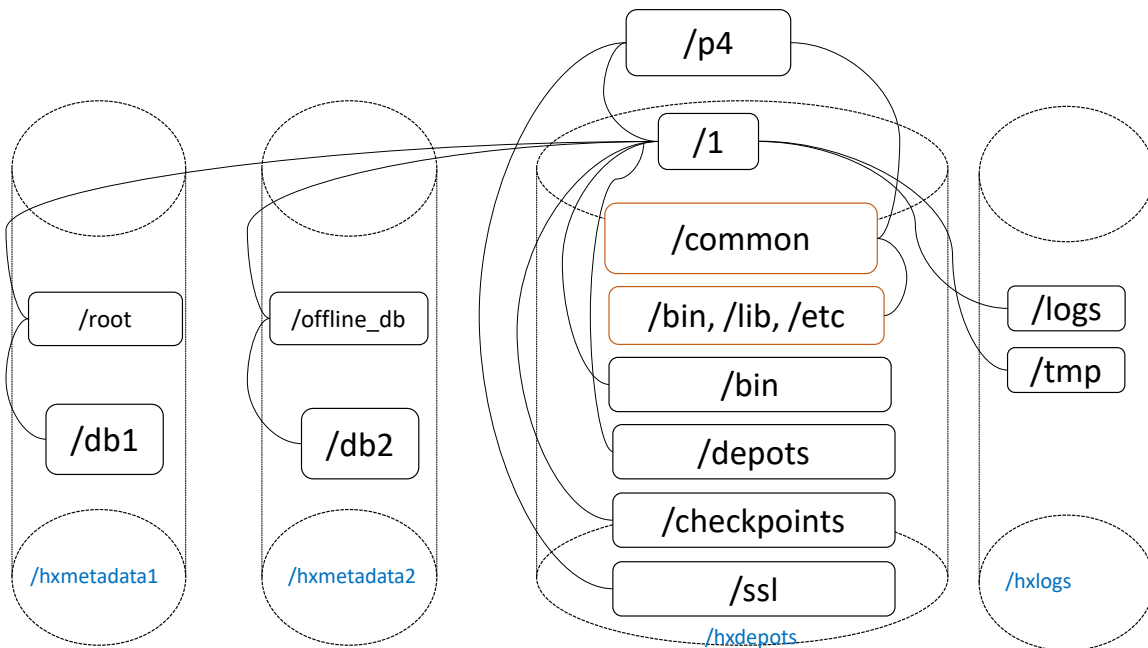 /p4
/1
/common
/root
/offline_db
/bin, /lib, /etc
/logs
/tmp
/bin
/db1
/db2
/depots
/checkpoints
/hxmetadata1
/hxmetadata2
/ssl
/hxlogs
/hxdepots